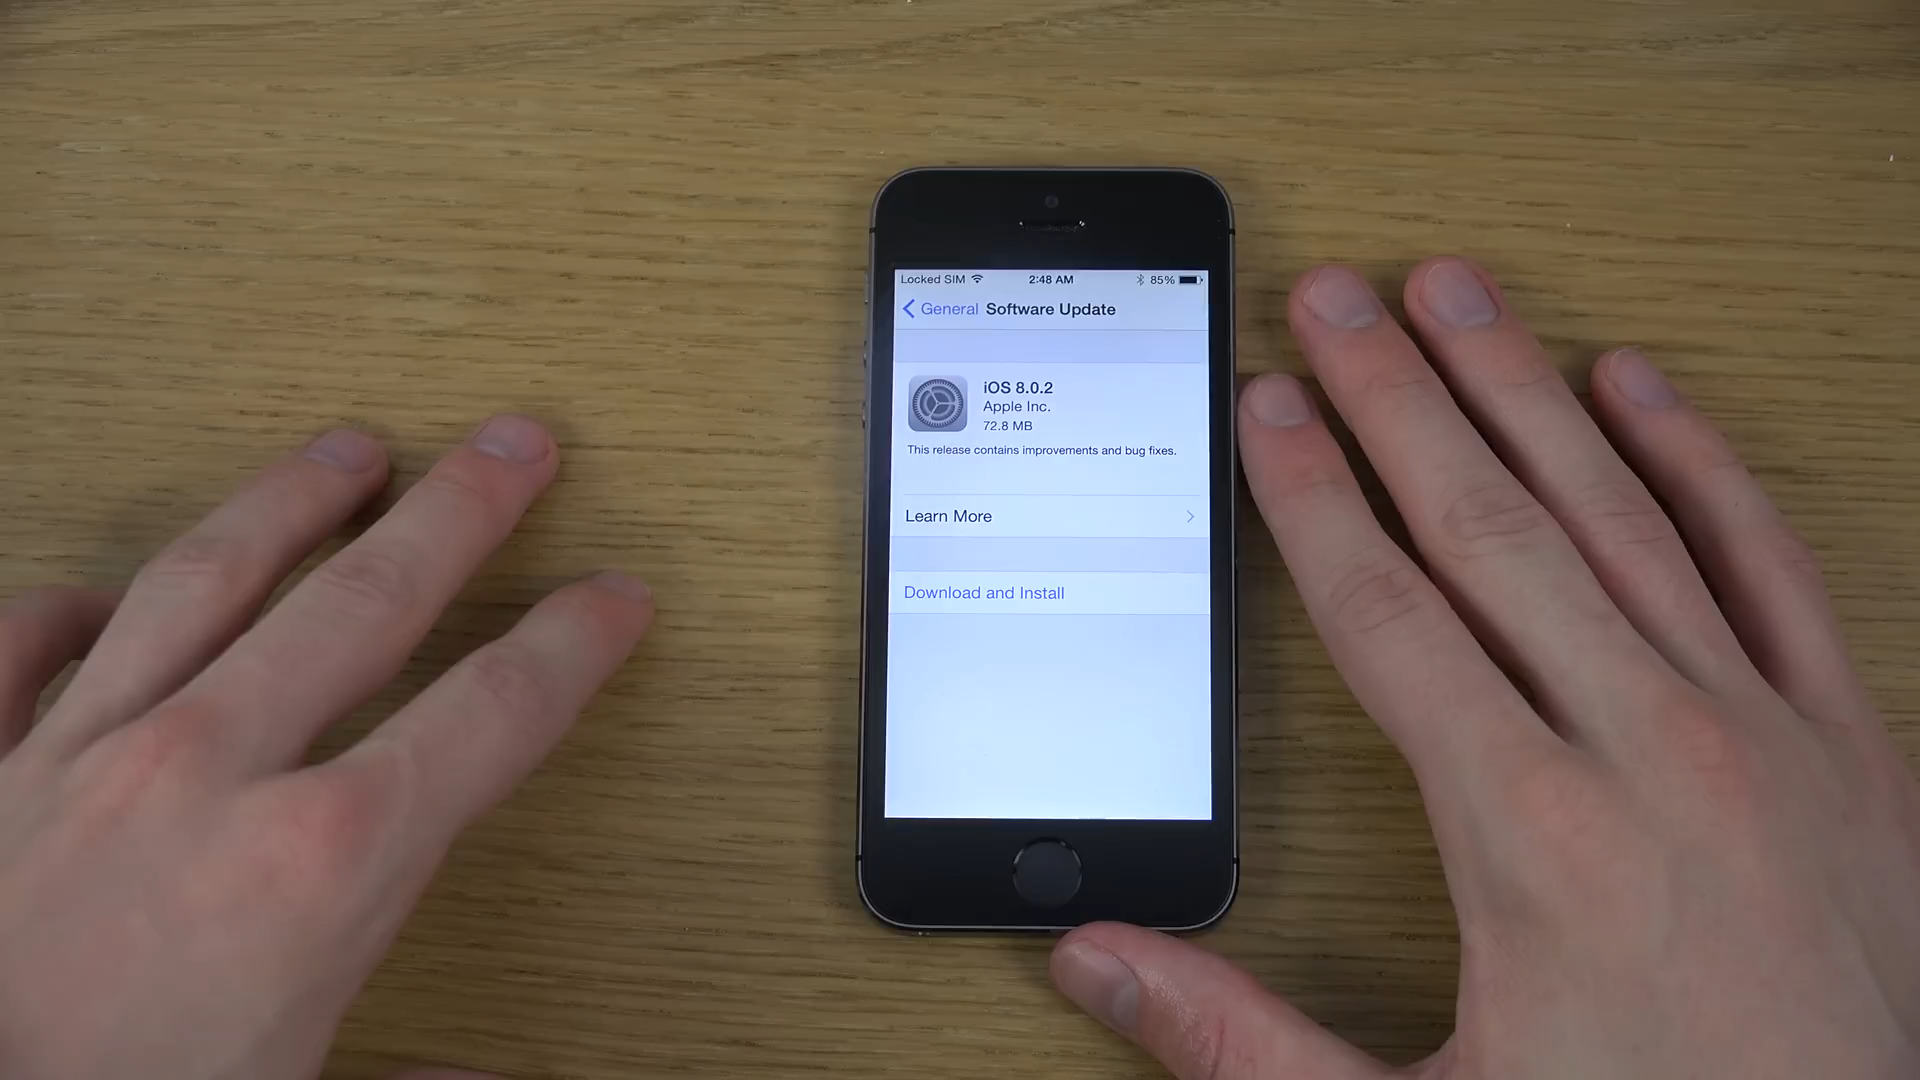 Locked SIM 2:48 AM 85%
General Software Update
iOS 8.0.2
Apple Inc.
72.8 MB
This release contains improvements and bug fixes.
Learn More
Download and Install